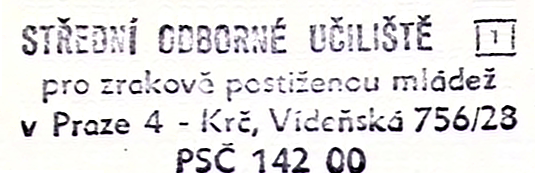 STŘEDNÍ ODBORNÉ UČILIŠTĚ 1
pro zrakově postiženou mládež
v Praze 4 - Krč, Vídeňská 756/28
PSČ 142 00